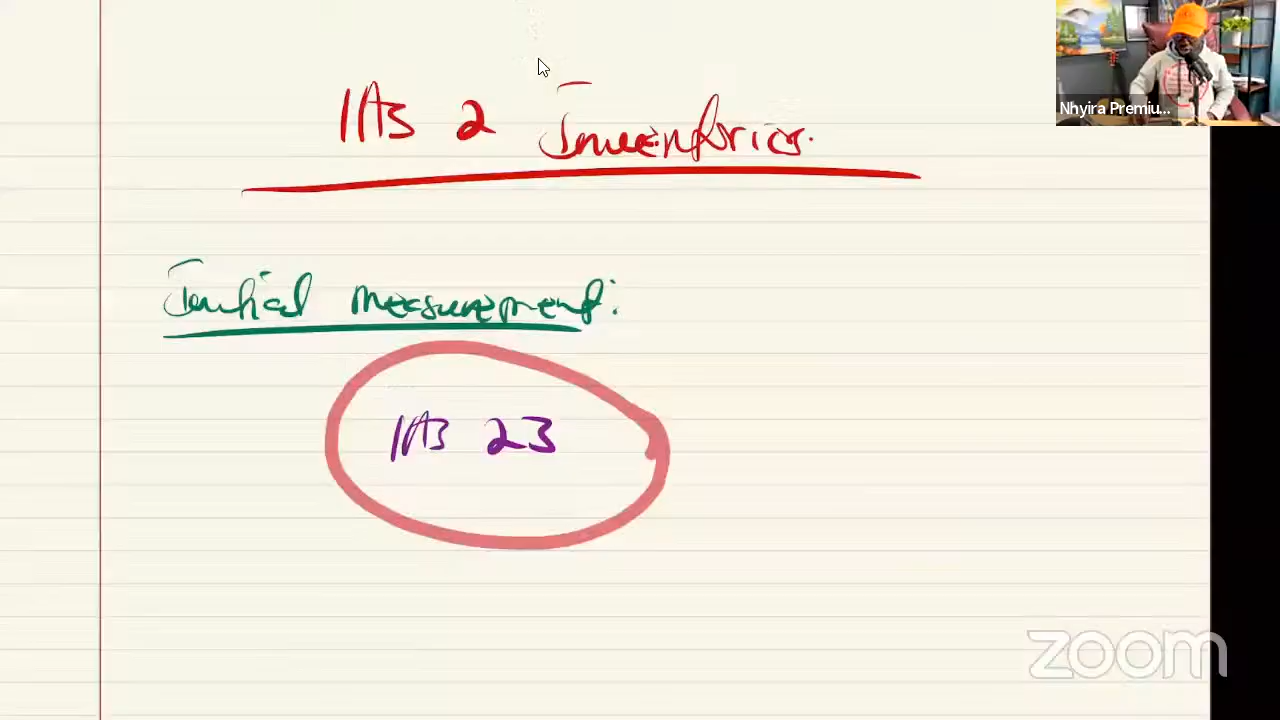 IAS 2 Inventories.
Nhyira Premiu...
Initial measurement:
IAS 23
zoom